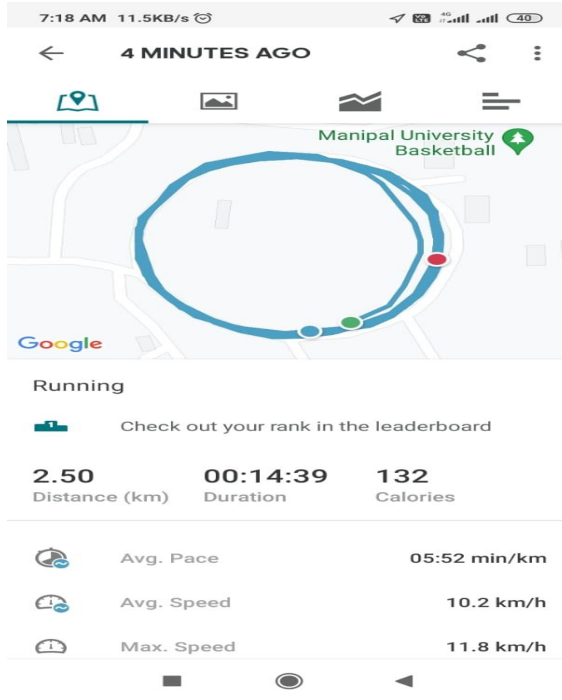 7:18 AM 11.5KB/s 4G 40
4 MINUTES AGO
Manipal University
Basketball
Google
Running
1
Check out your rank in the leaderboard
2.50 00:14:39 132
Distance (km) Duration Calories
Avg. Pace 05:52 min/km
Avg. Speed 10.2 km/h
Max. Speed 11.8 km/h